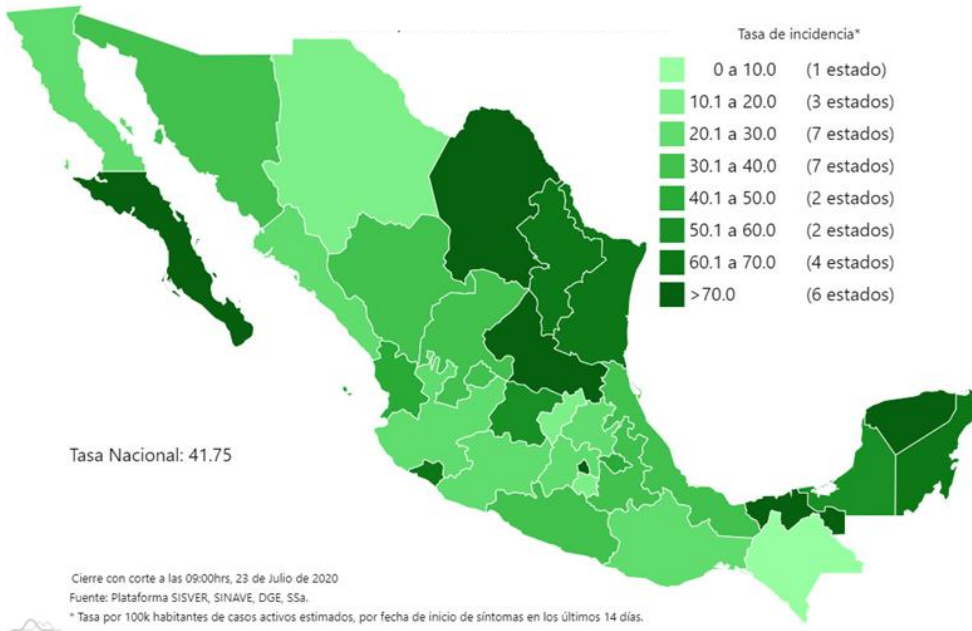 Tasa de incidencia*
0 a 10.0 (1 estado)
10.1 a 20.0 (3 estados)
20.1 a 30.0 (7 estados)
30.1 a 40.0 (7 estados)
40.1 a 50.0 (2 estados)
50.1 a 60.0 (2 estados)
60.1 a 70.0 (4 estados)
>70.0 (6 estados)
Tasa Nacional: 41.75
Cierre con corte a las 09:00hrs, 23 de Julio de 2020
Fuente: Plataforma SISVER, SINAVE, DGE, SSa.
* Tasa por 100k habitantes de casos activos estimados, por fecha de inicio de síntomas en los últimos 14 días.